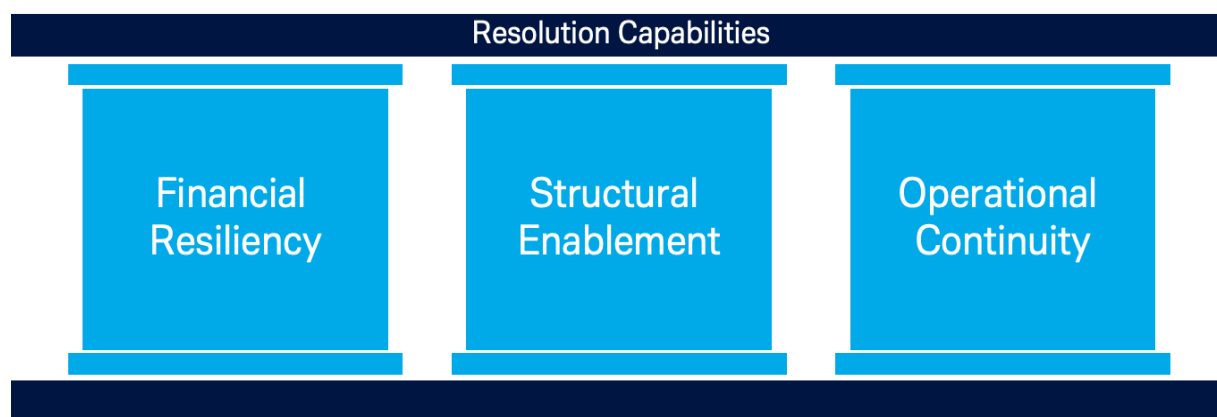 Resolution Capabilities
Financial
Resiliency
Structural
Enablement
Operational
Continuity